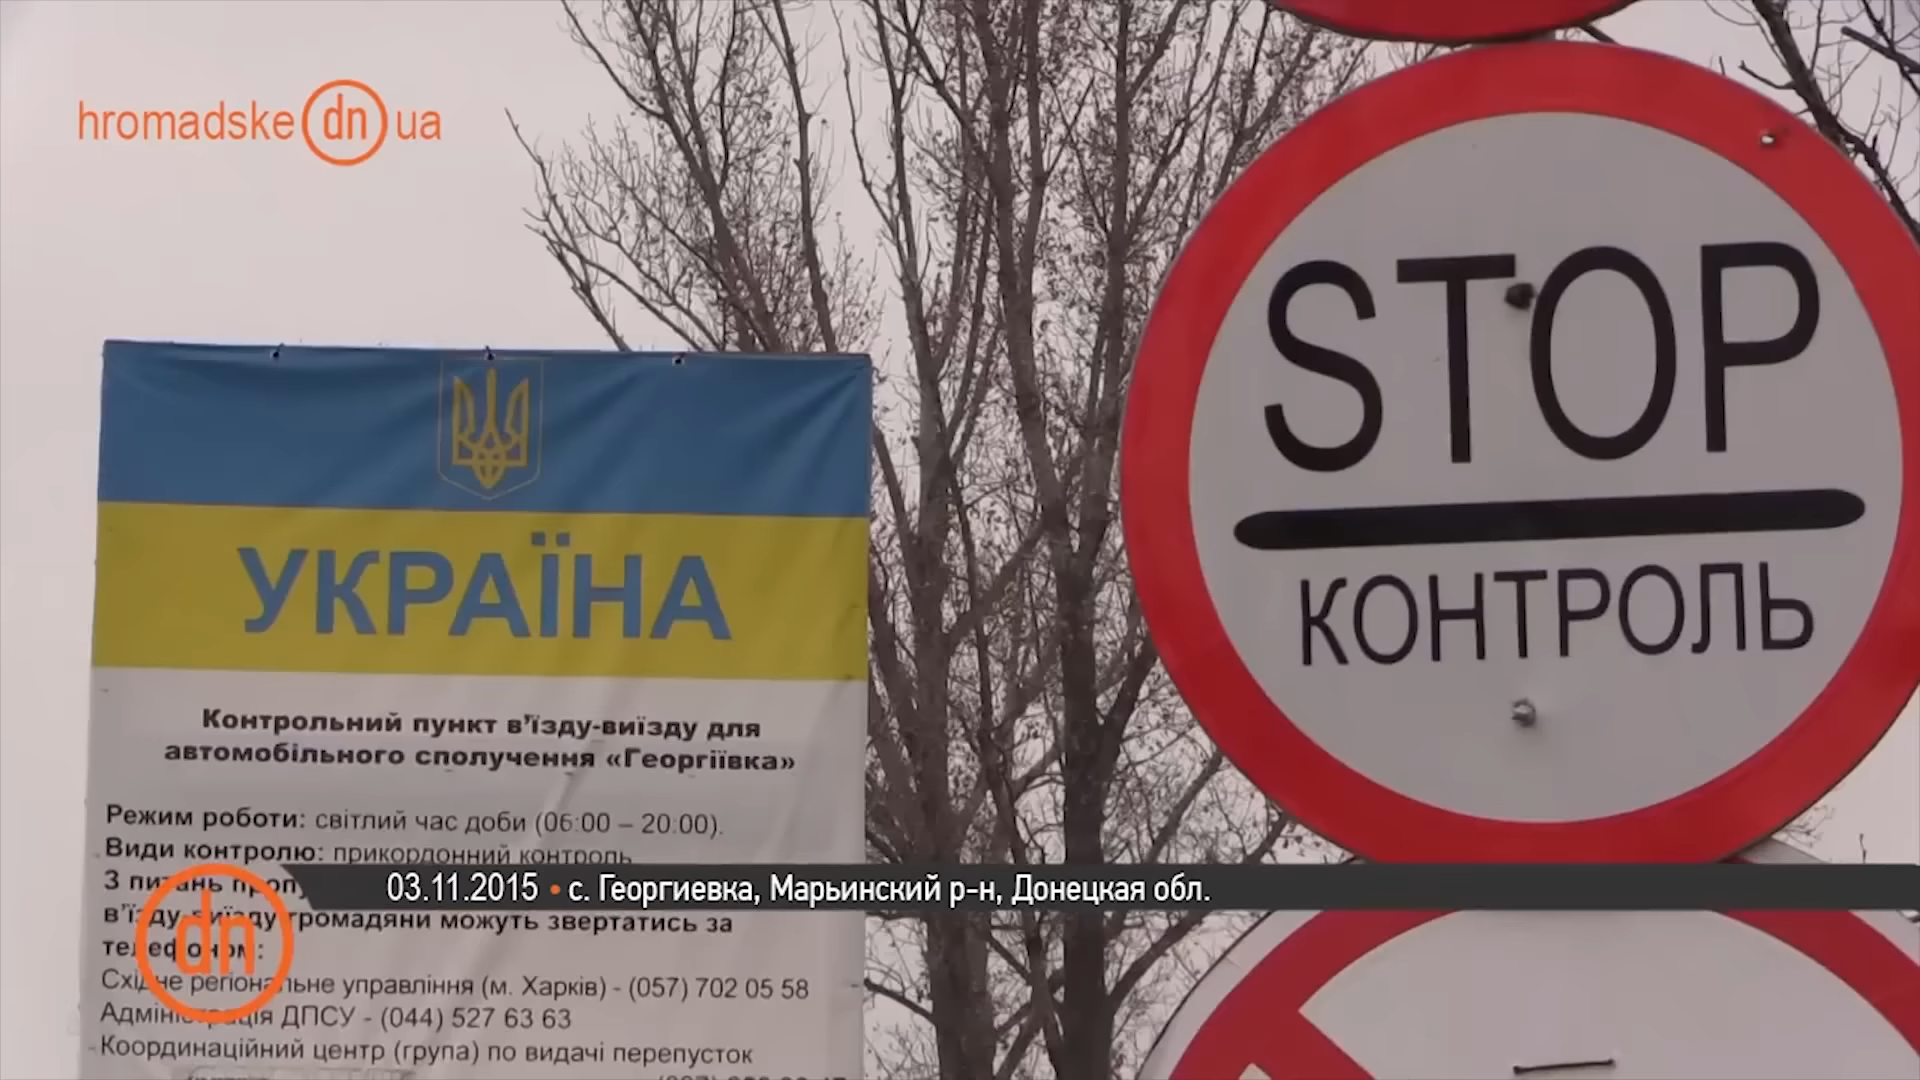 hromadske dn ua
STOP
КОНТРОЛЬ
УКРАЇНА
Контрольний пункт в'їзду-виїзду для
автомобільного сполучення «Георгіївка»
Режим роботи: світлий час доби (06:00 – 20:00).
Види контролю: прикордонний контроль
З питань
03.11.2015 • с. Георгиевка, Марьинский р-н, Донецкая обл.
в'їзду-виїзду громадяни можуть звертатись за
телефоном:
dn
Східне регіональне управління (м. Харків) - (057) 702 05 58
Адміністрація ДПСУ - (044) 527 63 63
Координаційний центр (група) по видачі перепусток